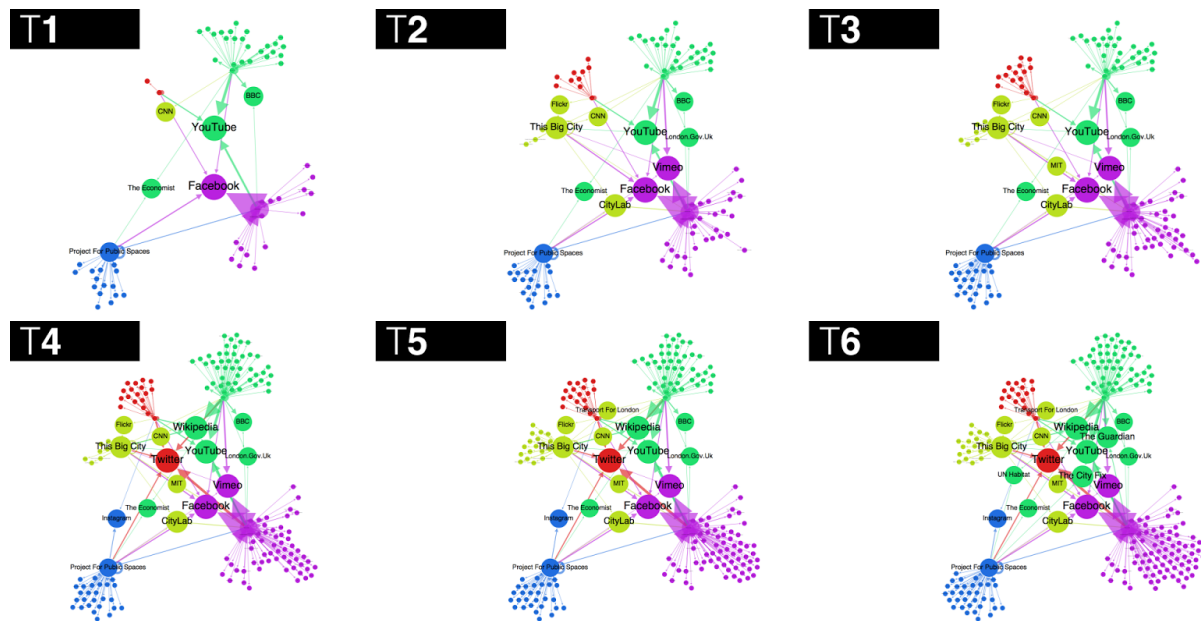 T1
BBC
CNN
YouTube
The Economist
Facebook
Project For Public Spaces
T2
Flickr
BBC
CNN
This Big City
YouTube
London.Gov.Uk
Vimeo
The Economist
Facebook
CityLab
Project For Public Spaces
T3
Flickr
BBC
CNN
This Big City
YouTube
London.Gov.Uk
MIT
Vimeo
The Economist
Facebook
CityLab
Project For Public Spaces
T4
Flickr
BBC
Wikipedia
CNN
This Big City
YouTube
London.Gov.Uk
Twitter
MIT
Vimeo
The Economist
Facebook
Instagram
CityLab
Project For Public Spaces
T5
Transport For London
Flickr
BBC
Wikipedia
CNN
This Big City
YouTube
London.Gov.Uk
Twitter
MIT
Vimeo
The Economist
Facebook
Instagram
CityLab
Project For Public Spaces
T6
Transport For London
Flickr
BBC
Wikipedia
CNN
The Guardian
This Big City
YouTube
London.Gov.Uk
Twitter
UN Habitat
The City Fix
MIT
Vimeo
The Economist
Facebook
Instagram
CityLab
Project For Public Spaces